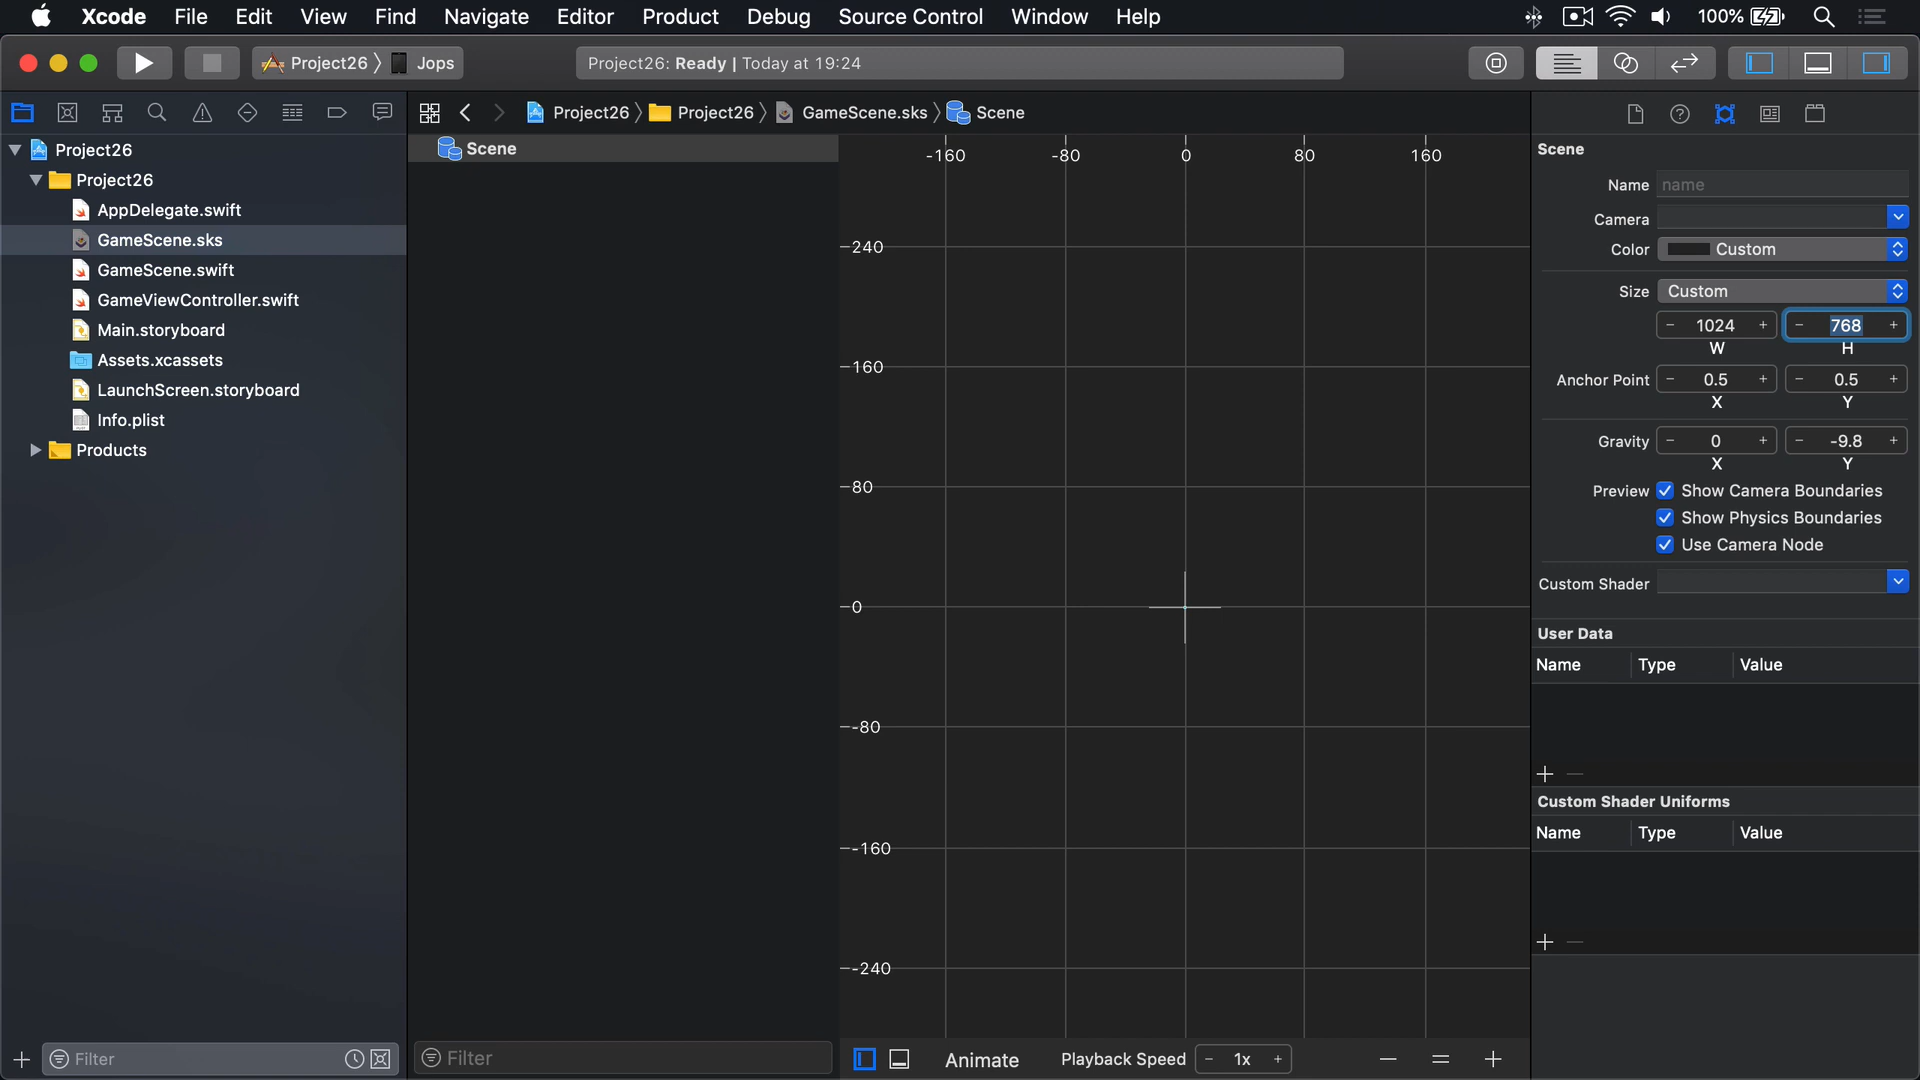 Xcode File Edit View Find Navigate Editor Product Debug Source Control Window Help 100%
Project26 Jops Project26: Ready | Today at 19:24
Project26 Project26 GameScene.sks Scene
Project26
Project26
AppDelegate.swift
GameScene.sks
GameScene.swift
GameViewController.swift
Main.storyboard
Assets.xcassets
LaunchScreen.storyboard
Info.plist
Products
Filter
Scene
Filter
-160 -80 0 80 160
240
160
80
0
-80
-160
-240
Animate Playback Speed − 1x +
Scene
Name name
Camera
Color Custom
Size Custom
− 1024 + − 768 +
W H
Anchor Point − 0.5 + − 0.5 +
X Y
Gravity − 0 + − -9.8 +
X Y
Preview Show Camera Boundaries
Show Physics Boundaries
Use Camera Node
Custom Shader
User Data
Name Type Value
Custom Shader Uniforms
Name Type Value